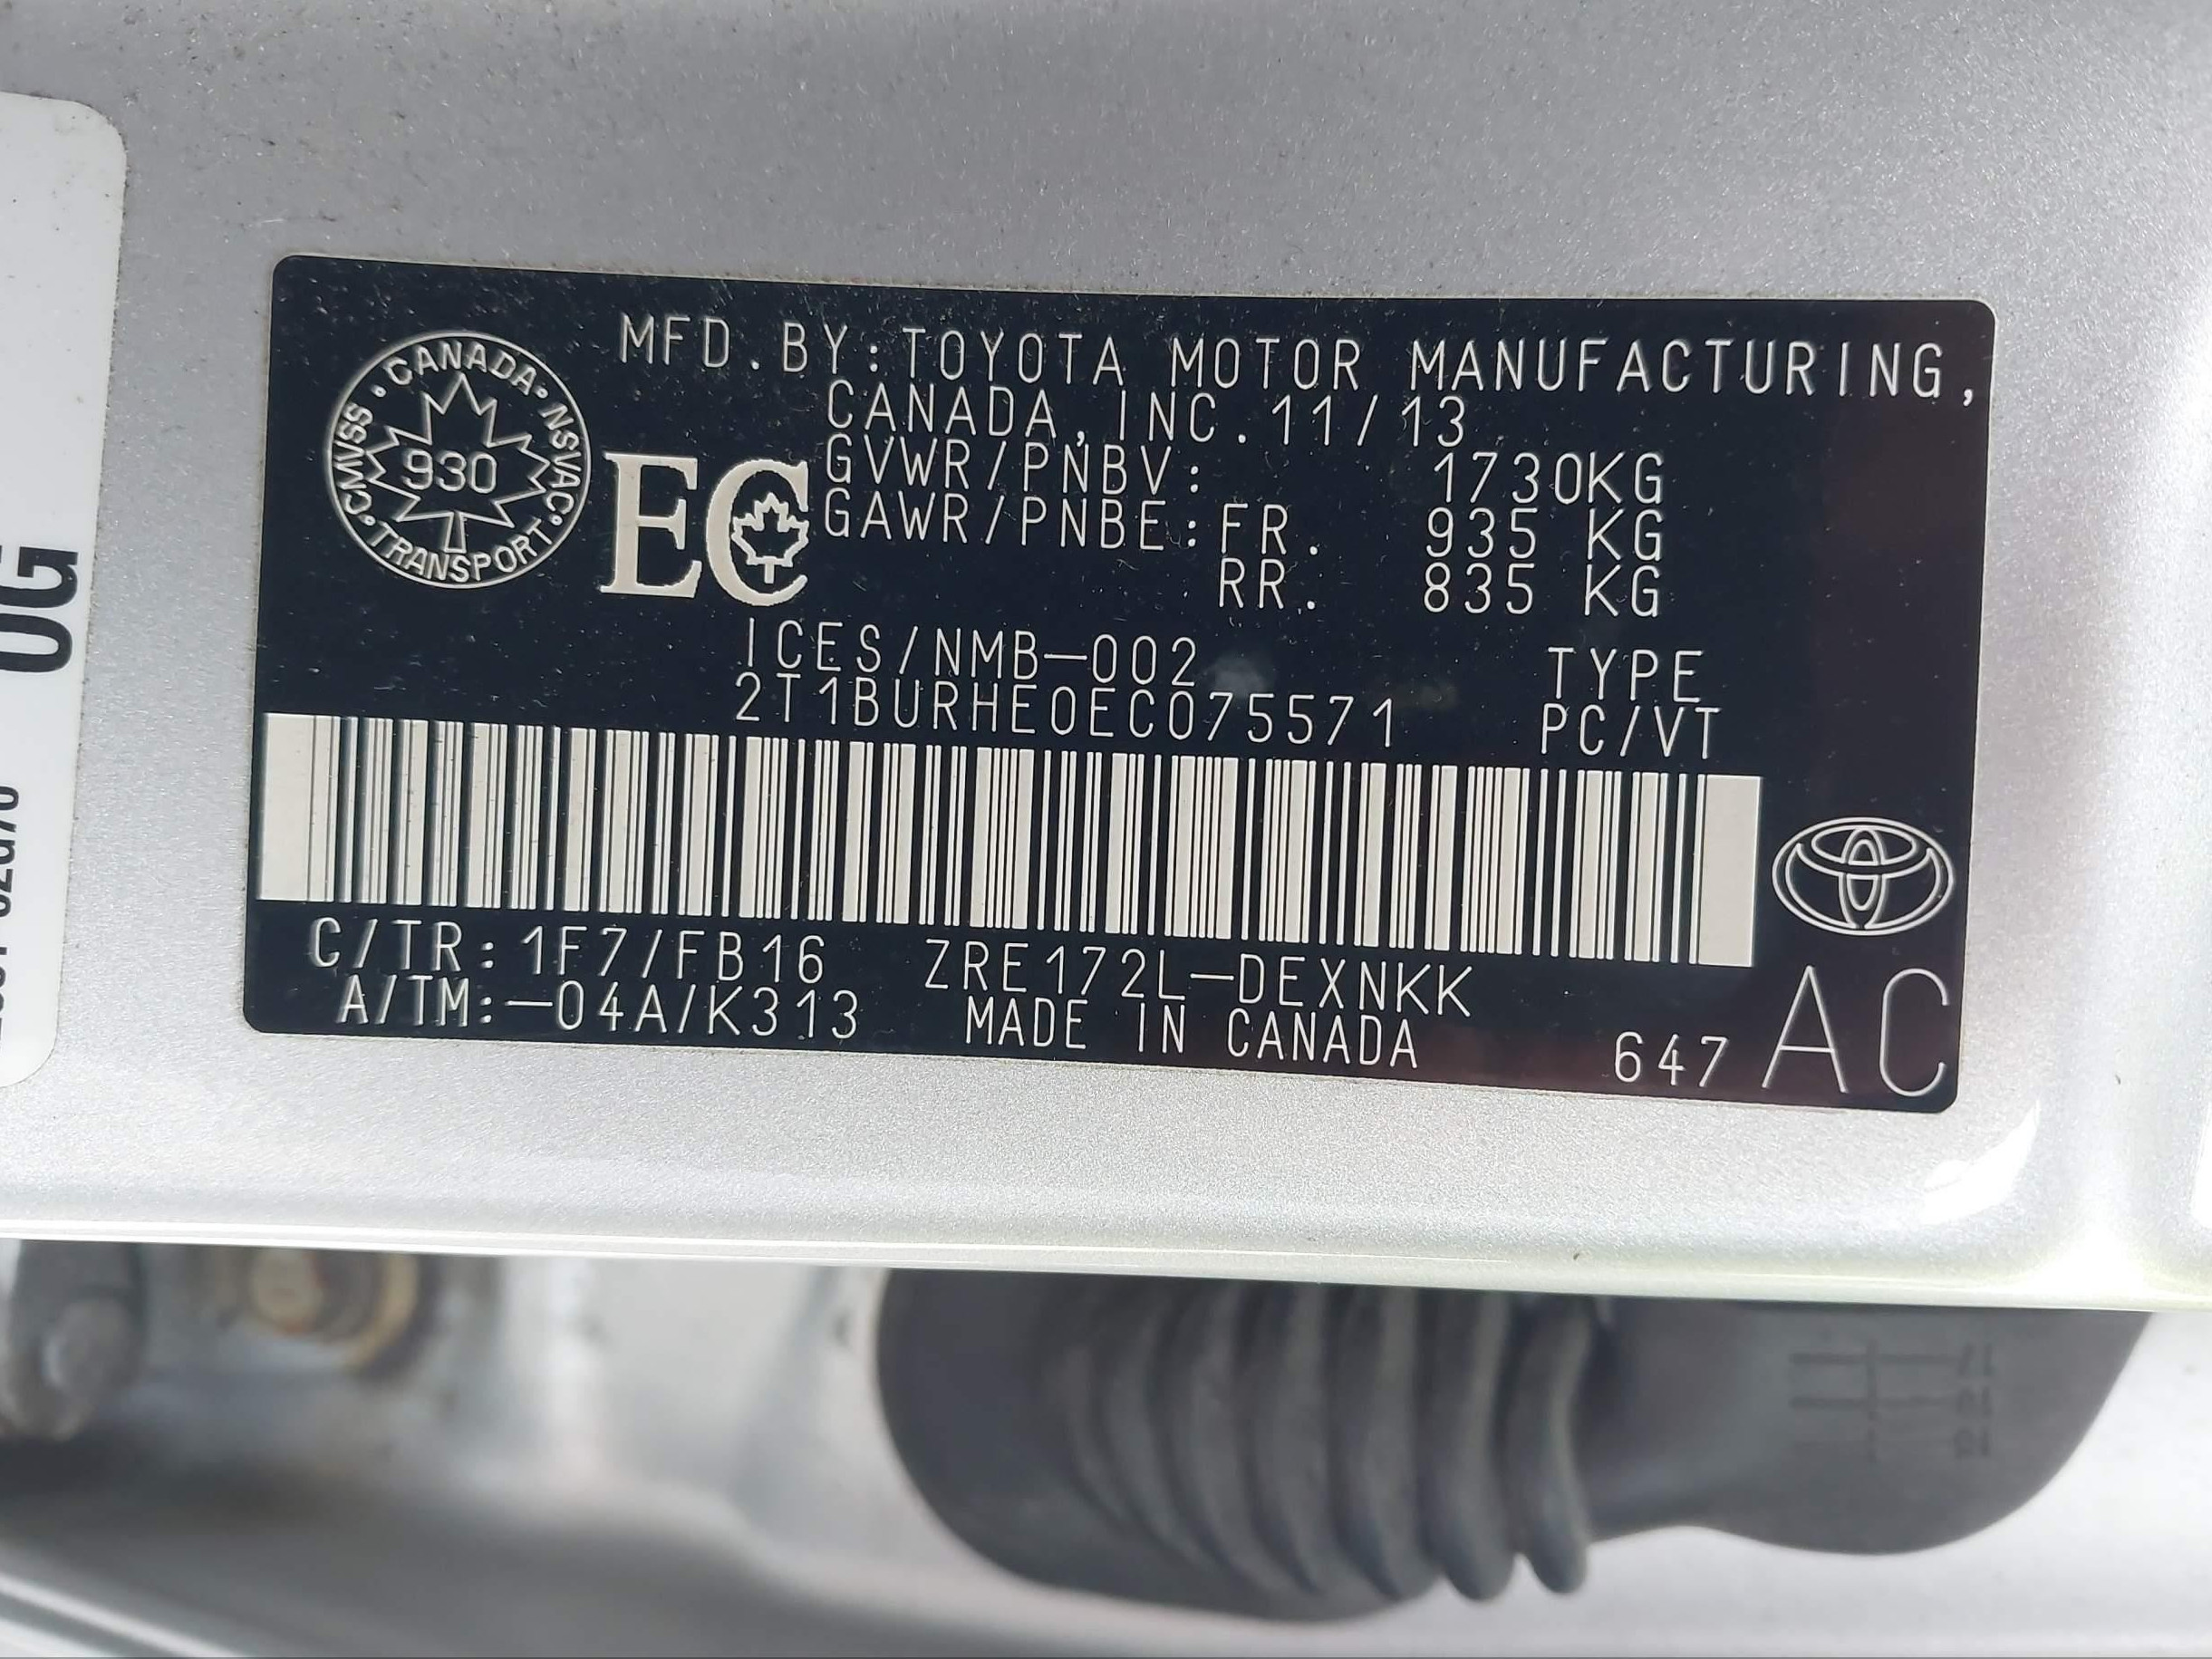 MFD.BY:TOYOTA MOTOR MANUFACTURING,
CANADA, INC. 11/13
GVWR/PNBV: 1730KG
GAWR/PNBE:FR. 935 KG
RR. 835 KG
CANADA • NSVAC • TRANSPORT • CMVSS •
930
EC
ICES/NMB-002
TYPE
2T1BURHE0EC075571
PC/VT
C/TR:1F7/FB16 ZRE172L-DEXNKK
A/TM:-04A/K313 MADE IN CANADA
647 AC
0G